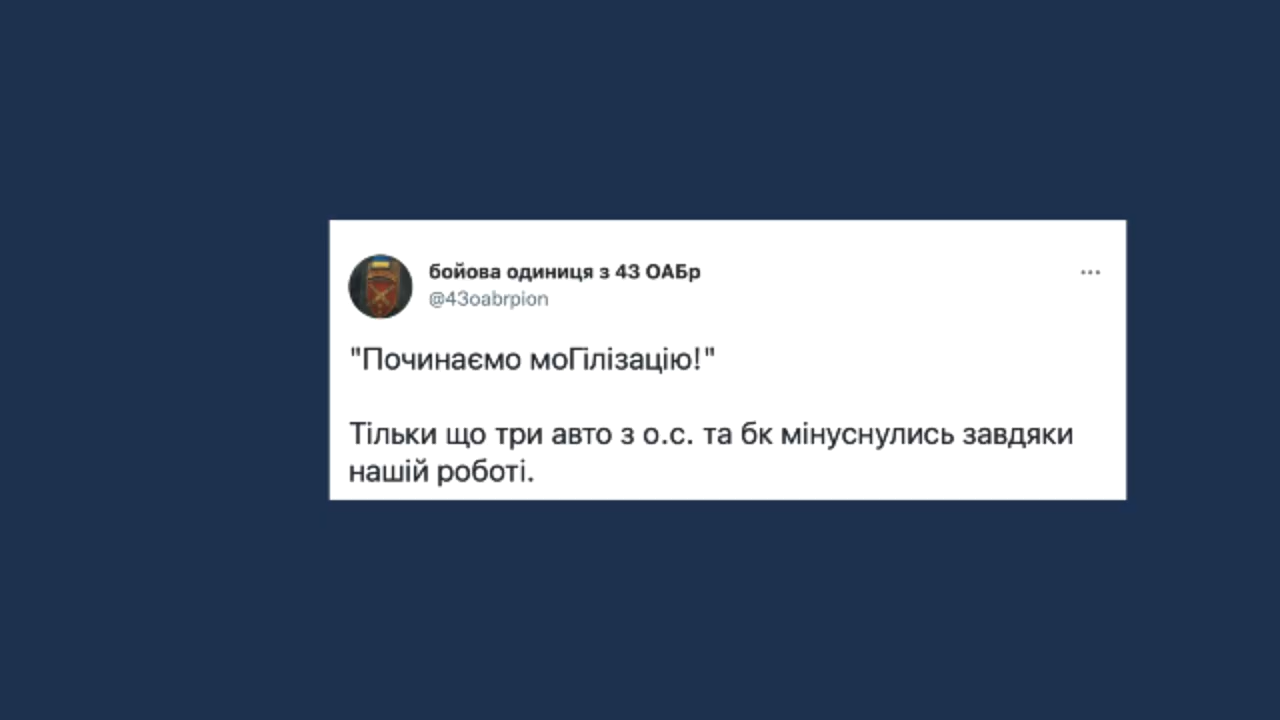 бойова одиниця з 43 ОАБр
@43oabrpion
"Починаємо моГілізацію!"
Тільки що три авто з о.с. та бк мінуснулись завдяки
нашій роботі.